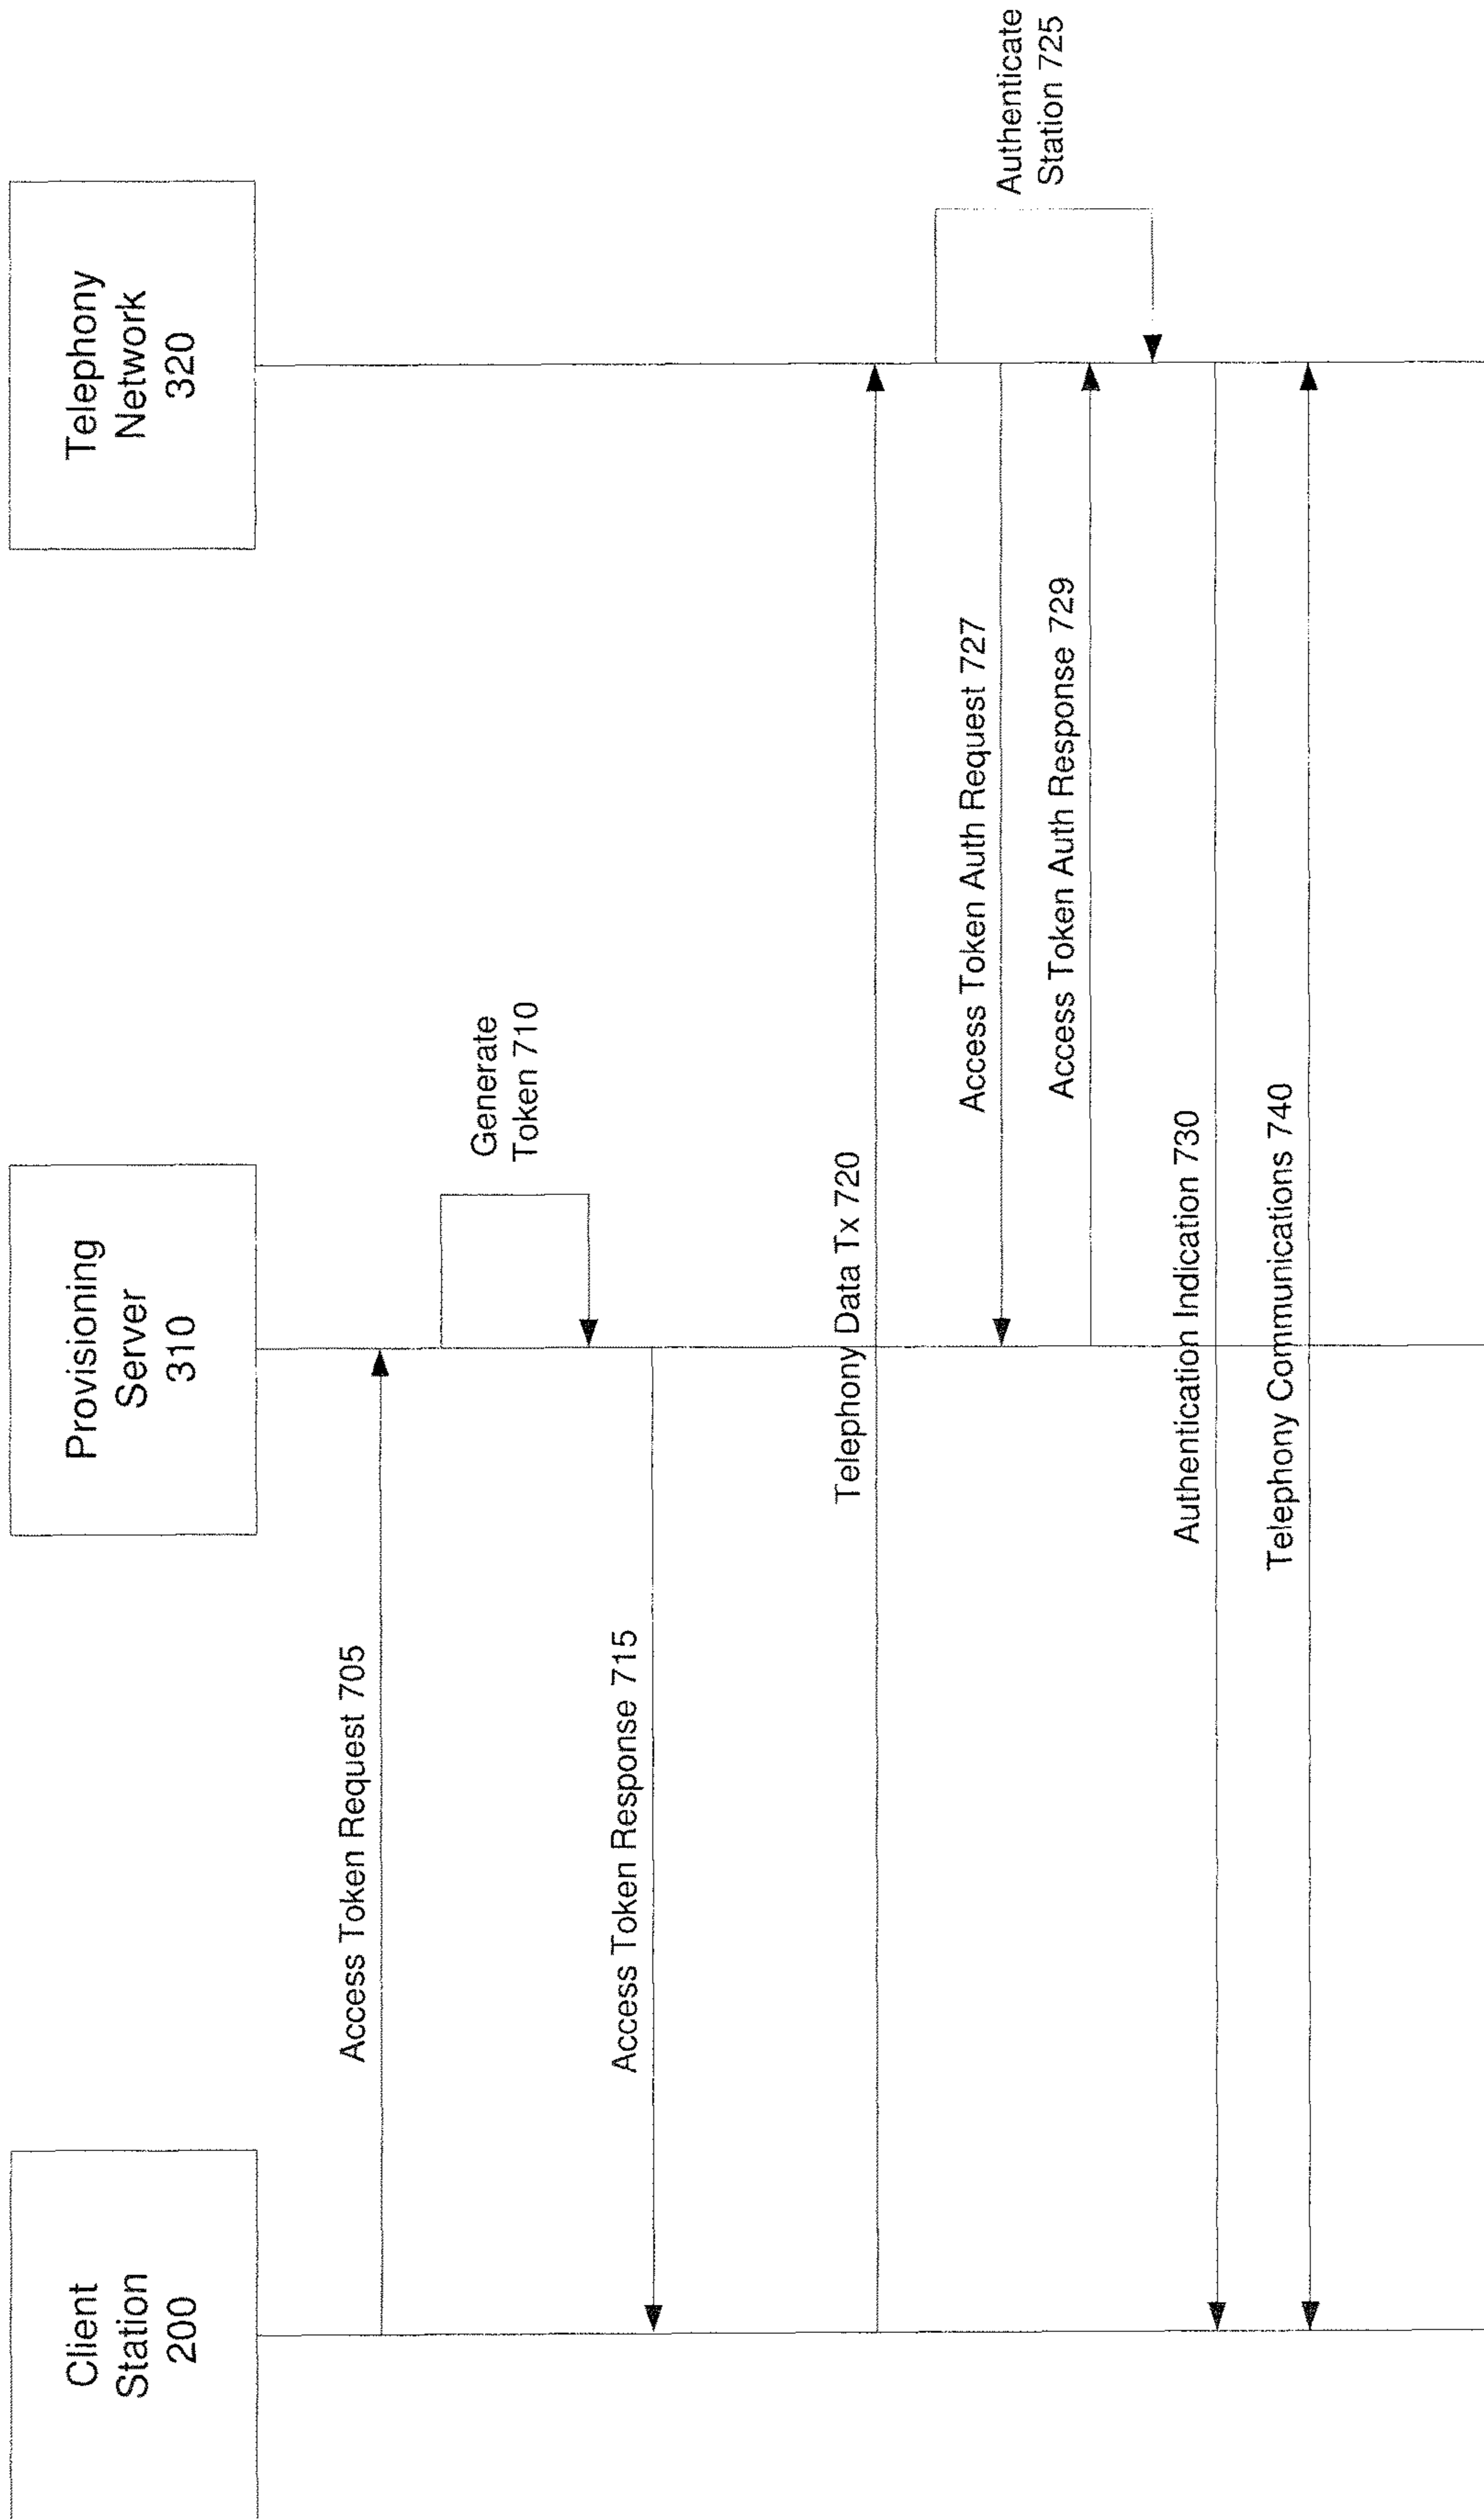 Client
Station
200
Provisioning
Server
310
Telephony
Network
320
Access Token Request 705
Generate
Token 710
Access Token Response 715
Telephony Data Tx 720
Authenticate
Station 725
Access Token Auth Request 727
Access Token Auth Response 729
Authentication Indication 730
Telephony Communications 740